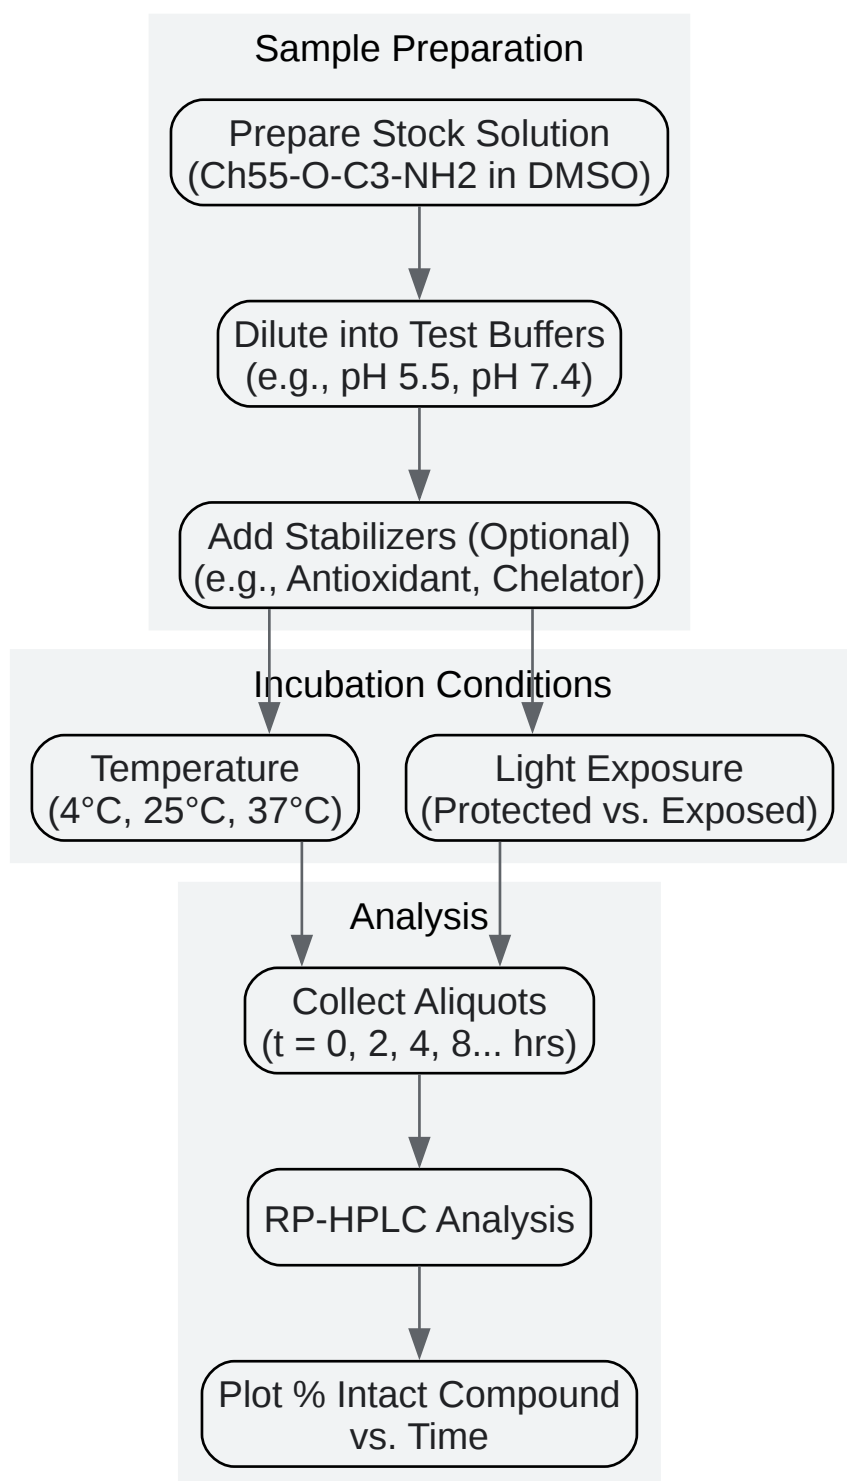 Sample Preparation
Prepare Stock Solution
(Ch55-O-C3-NH2 in DMSO)
Dilute into Test Buffers
(e.g., pH 5.5, pH 7.4)
Add Stabilizers (Optional)
(e.g., Antioxidant, Chelator)
Incubation Conditions
Temperature
(4°C, 25°C, 37°C)
Light Exposure
(Protected vs. Exposed)
Analysis
Collect Aliquots
(t = 0, 2, 4, 8... hrs)
RP-HPLC Analysis
Plot % Intact Compound
vs. Time